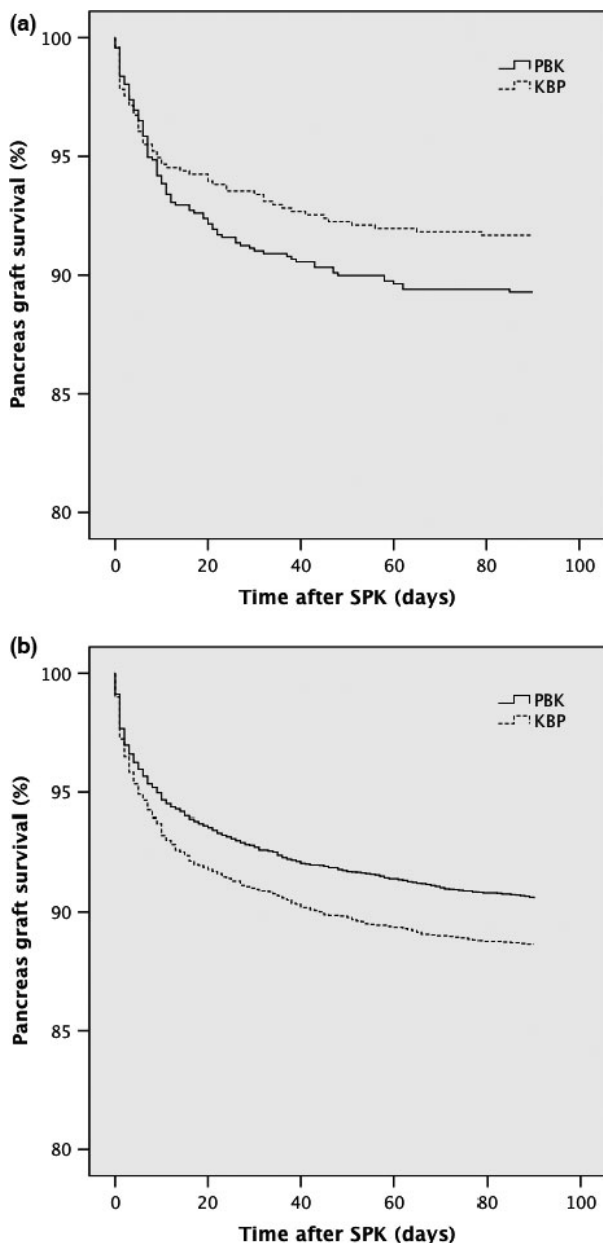 (a)
100
PBK
KBP
95
90
85
80
Pancreas graft survival (%)
0 20 40 60 80 100
Time after SPK (days)
(b)
100
PBK
KBP
95
90
85
80
Pancreas graft survival (%)
0 20 40 60 80 100
Time after SPK (days)